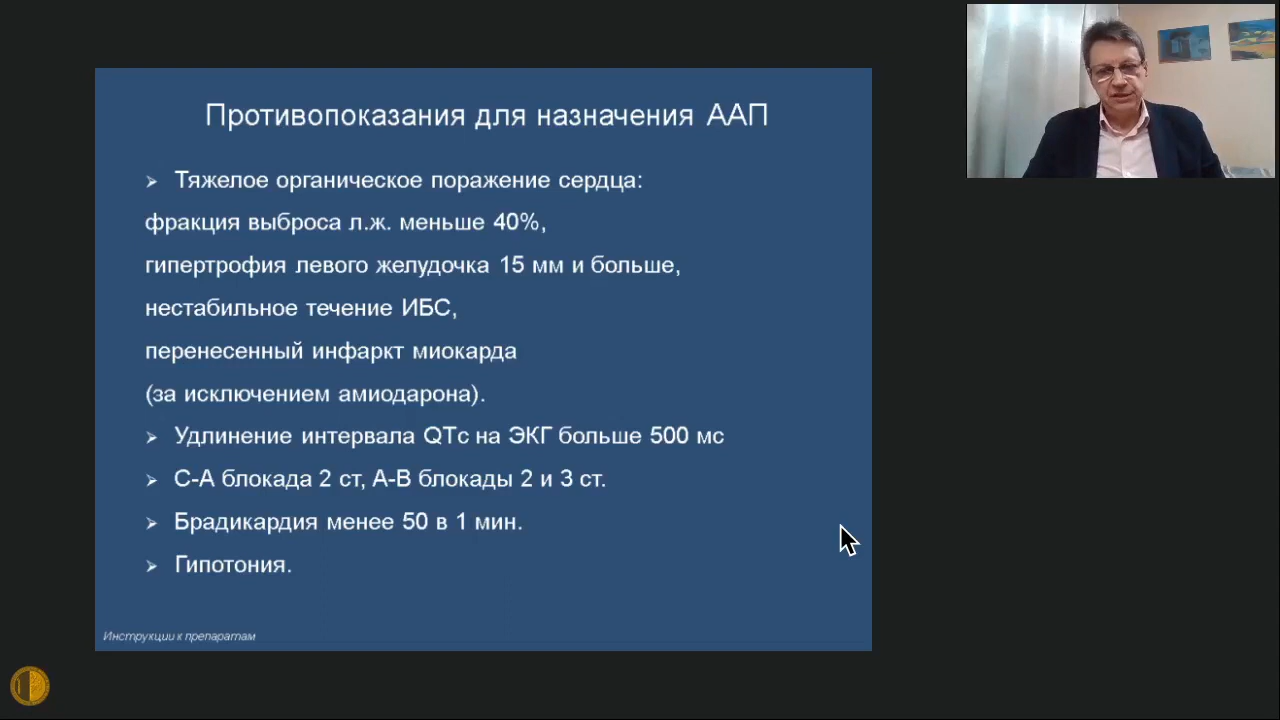 Противопоказания для назначения ААП
Тяжелое органическое поражение сердца:
фракция выброса л.ж. меньше 40%,
гипертрофия левого желудочка 15 мм и больше,
нестабильное течение ИБС,
перенесенный инфаркт миокарда
(за исключением амиодарона).
Удлинение интервала QTc на ЭКГ больше 500 мс
С-А блокада 2 ст, А-В блокады 2 и 3 ст.
Брадикардия менее 50 в 1 мин.
Гипотония.
Инструкции к препаратам